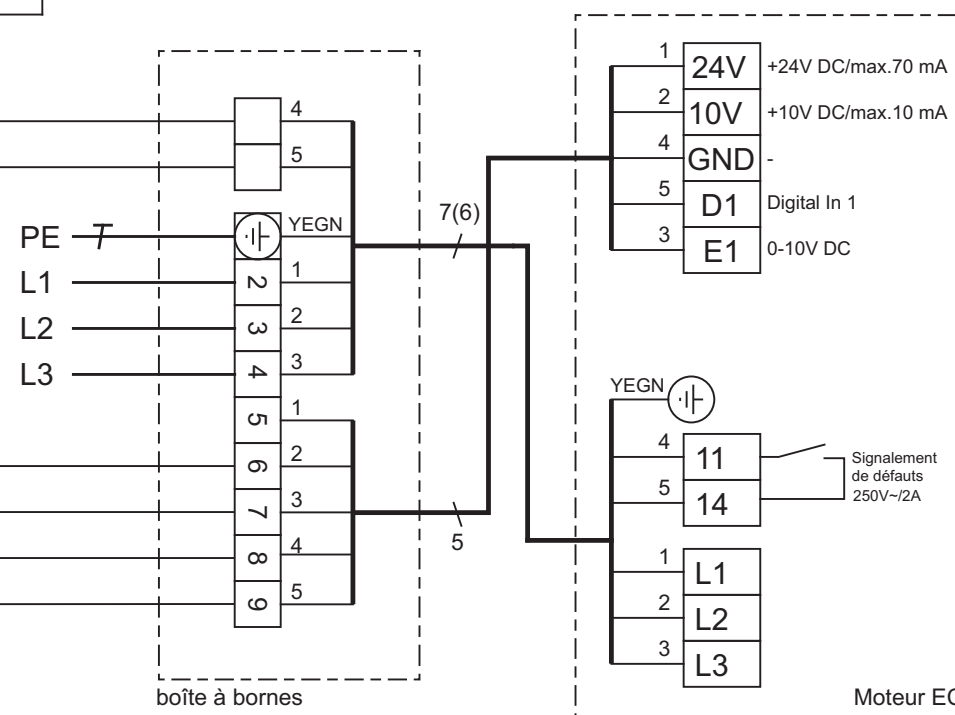 4
5
PE
YEGN
L1
2
1
L2
3
2
L3
4
3
5
1
6
2
7
3
8
4
9
5
boîte à bornes
7(6)
5
1 24V +24V DC/max.70 mA
2 10V +10V DC/max.10 mA
4 GND -
5 D1 Digital In 1
3 E1 0-10V DC
YEGN
4 11
5 14
Signalement
de défauts
250V~/2A
1 L1
2 L2
3 L3
Moteur EC